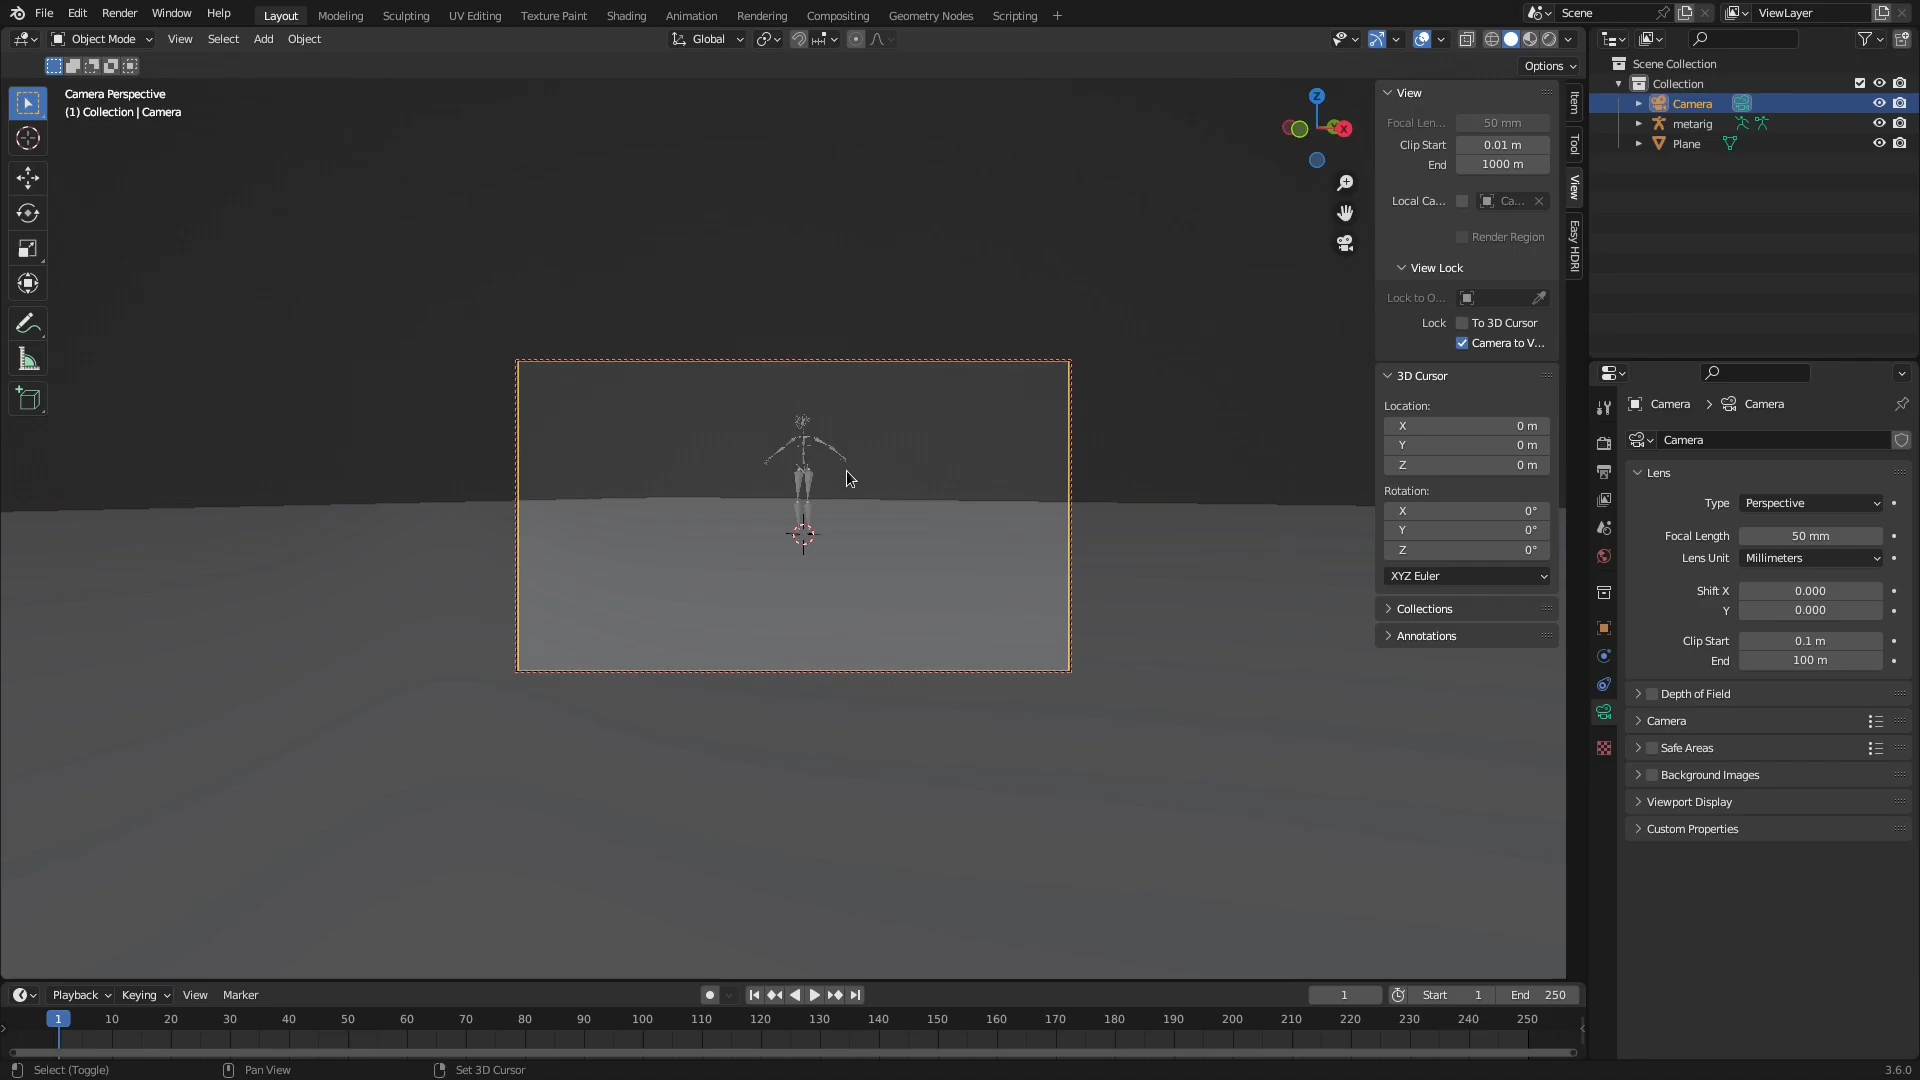 File Edit Render Window Help Layout Modeling Sculpting UV Editing Texture Paint Shading Animation Rendering Compositing Geometry Nodes Scripting + Scene ViewLayer
Object Mode View Select Add Object Global
Options
Camera Perspective
(1) Collection | Camera
Z
X
View
Focal Len... 50 mm
Clip Start 0.01 m
End 1000 m
Local Ca... Ca...
Render Region
View Lock
Lock to O...
Lock To 3D Cursor
Camera to V...
3D Cursor
Location:
X 0 m
Y 0 m
Z 0 m
Rotation:
X 0°
Y 0°
Z 0°
XYZ Euler
Collections
Annotations
Item
Tool
View
Easy HDRI
Scene Collection
Collection
Camera
metarig
Plane
Camera Camera
Camera
Lens
Type Perspective
Focal Length 50 mm
Lens Unit Millimeters
Shift X 0.000
Y 0.000
Clip Start 0.1 m
End 100 m
Depth of Field
Camera
Safe Areas
Background Images
Viewport Display
Custom Properties
Playback Keying View Marker 1 Start 1 End 250
1 10 20 30 40 50 60 70 80 90 100 110 120 130 140 150 160 170 180 190 200 210 220 230 240 250
Select (Toggle) Pan View Set 3D Cursor 3.6.0